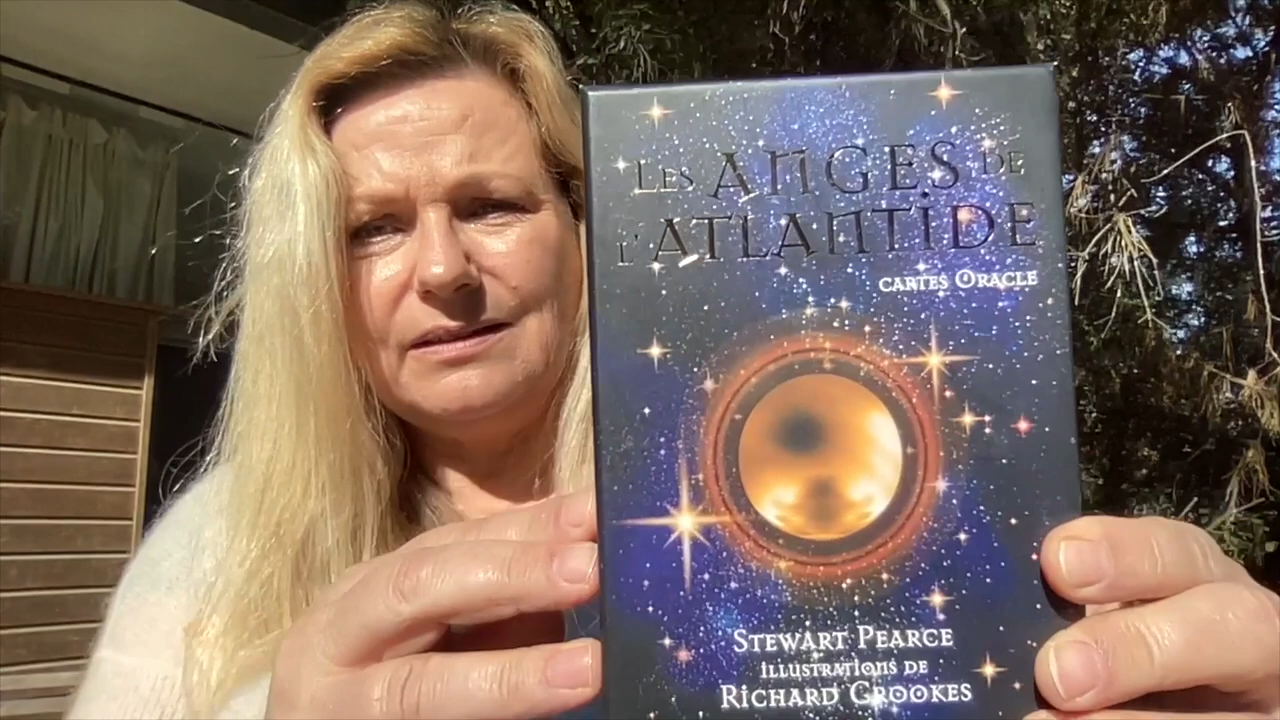 Les ANGES DE
L'ATLANTIDE
CARTES ORACLE
STEWART PEARCE
ILLUSTRATIONS DE
RICHARD CROOKES